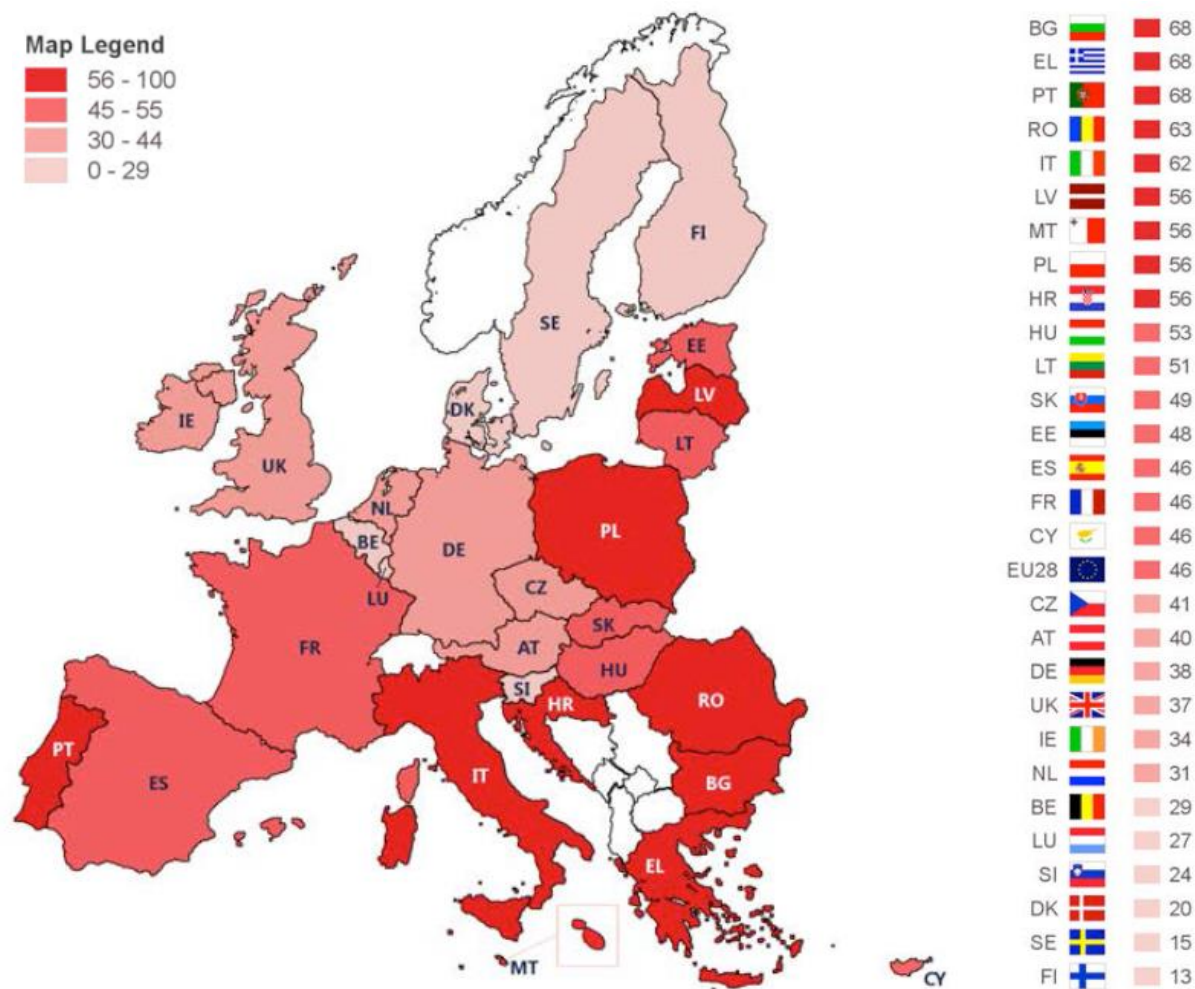 Map Legend
56 - 100
45 - 55
30 - 44
0 - 29
FI
SE
EE
LV
LT
DK
IE
UK
NL
BE
DE
PL
LU
CZ
SK
FR
AT
HU
SI
HR
RO
PT
ES
IT
BG
EL
MT
CY
BG 68
EL 68
PT 68
RO 63
IT 62
LV 56
MT 56
PL 56
HR 56
HU 53
LT 51
SK 49
EE 48
ES 46
FR 46
CY 46
EU28 46
CZ 41
AT 40
DE 38
UK 37
IE 34
NL 31
BE 29
LU 27
SI 24
DK 20
SE 15
FI 13